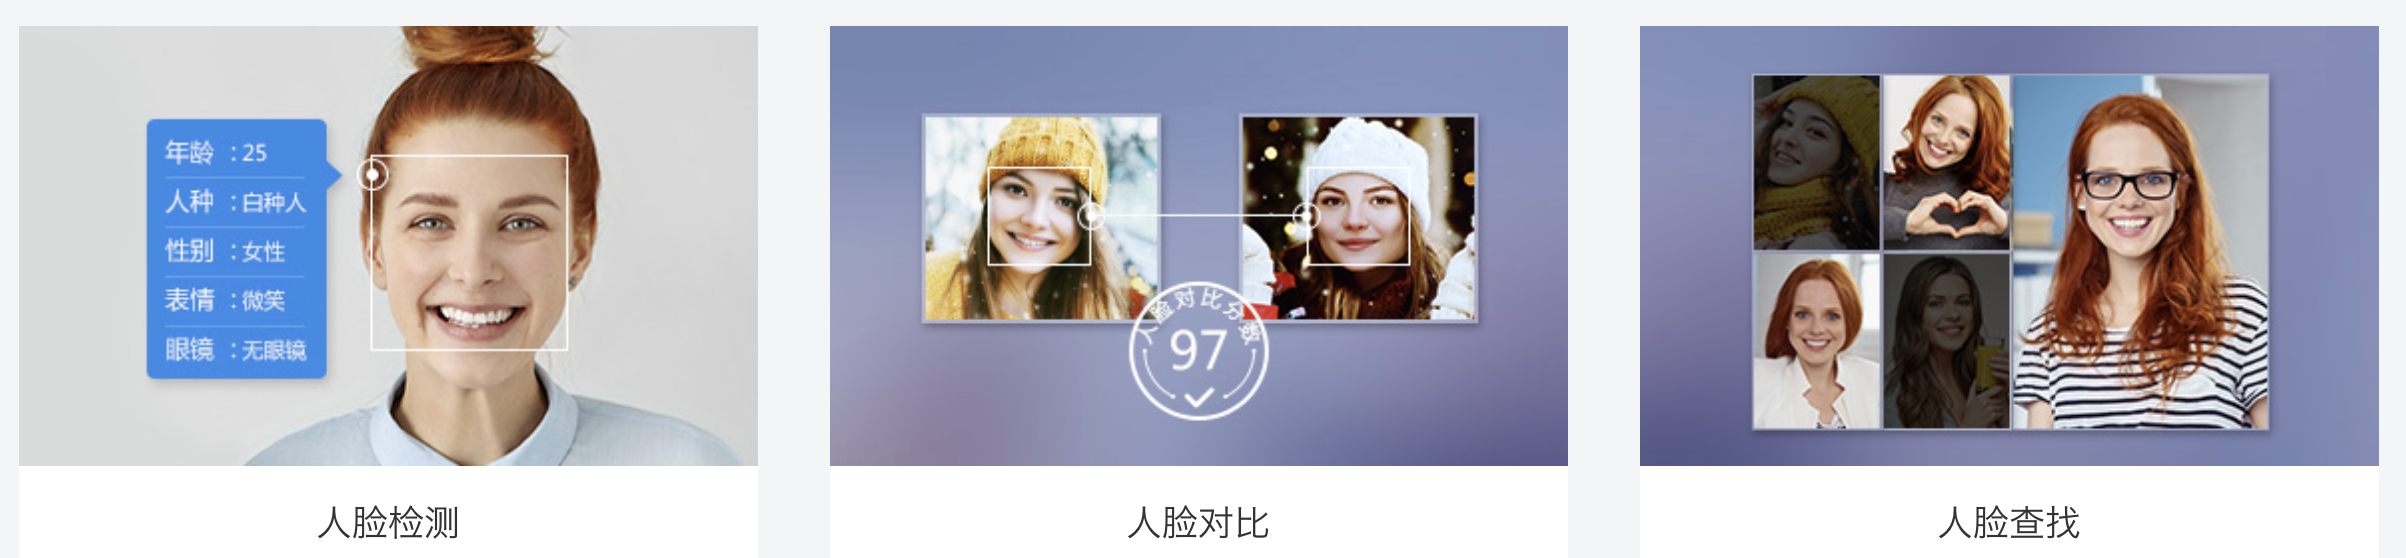 年龄 : 25
人种 : 白种人
性别 : 女性
表情 : 微笑
眼镜 : 无眼镜
人脸对比分数
97
人脸检测
人脸对比
人脸查找